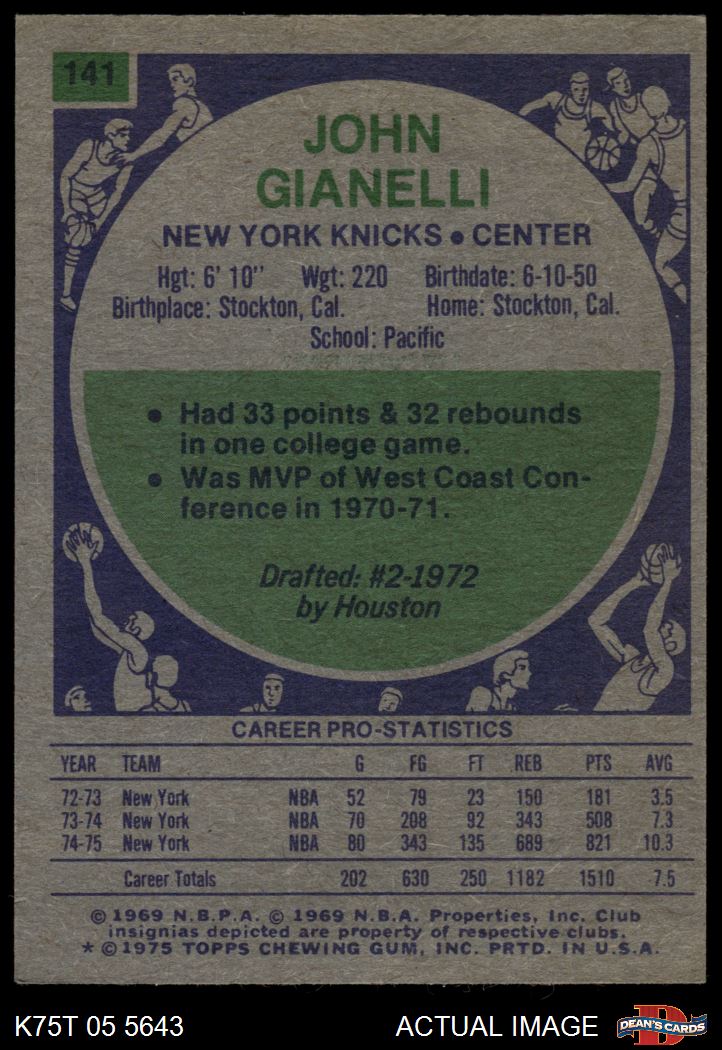 141
JOHN
GIANELLI
NEW YORK KNICKS • CENTER
Hgt: 6' 10" Wgt: 220 Birthdate: 6-10-50
Birthplace: Stockton, Cal. Home: Stockton, Cal.
School: Pacific
• Had 33 points & 32 rebounds
in one college game.
• Was MVP of West Coast Con-
ference in 1970-71.
Drafted: #2-1972
by Houston
CAREER PRO-STATISTICS
YEAR TEAM G FG FT REB PTS AVG
72-73 New York NBA 52 79 23 150 181 3.5
73-74 New York NBA 70 208 92 343 508 7.3
74-75 New York NBA 80 343 135 689 821 10.3
Career Totals 202 630 250 1182 1510 7.5
© 1969 N.B.P.A. © 1969 N.B.A. Properties, Inc. Club
insignias depicted are property of respective clubs.
* © 1975 TOPPS CHEWING GUM, INC. PRTD. IN U.S.A.
K75T 05 5643 ACTUAL IMAGE D DEAN'S CARDS